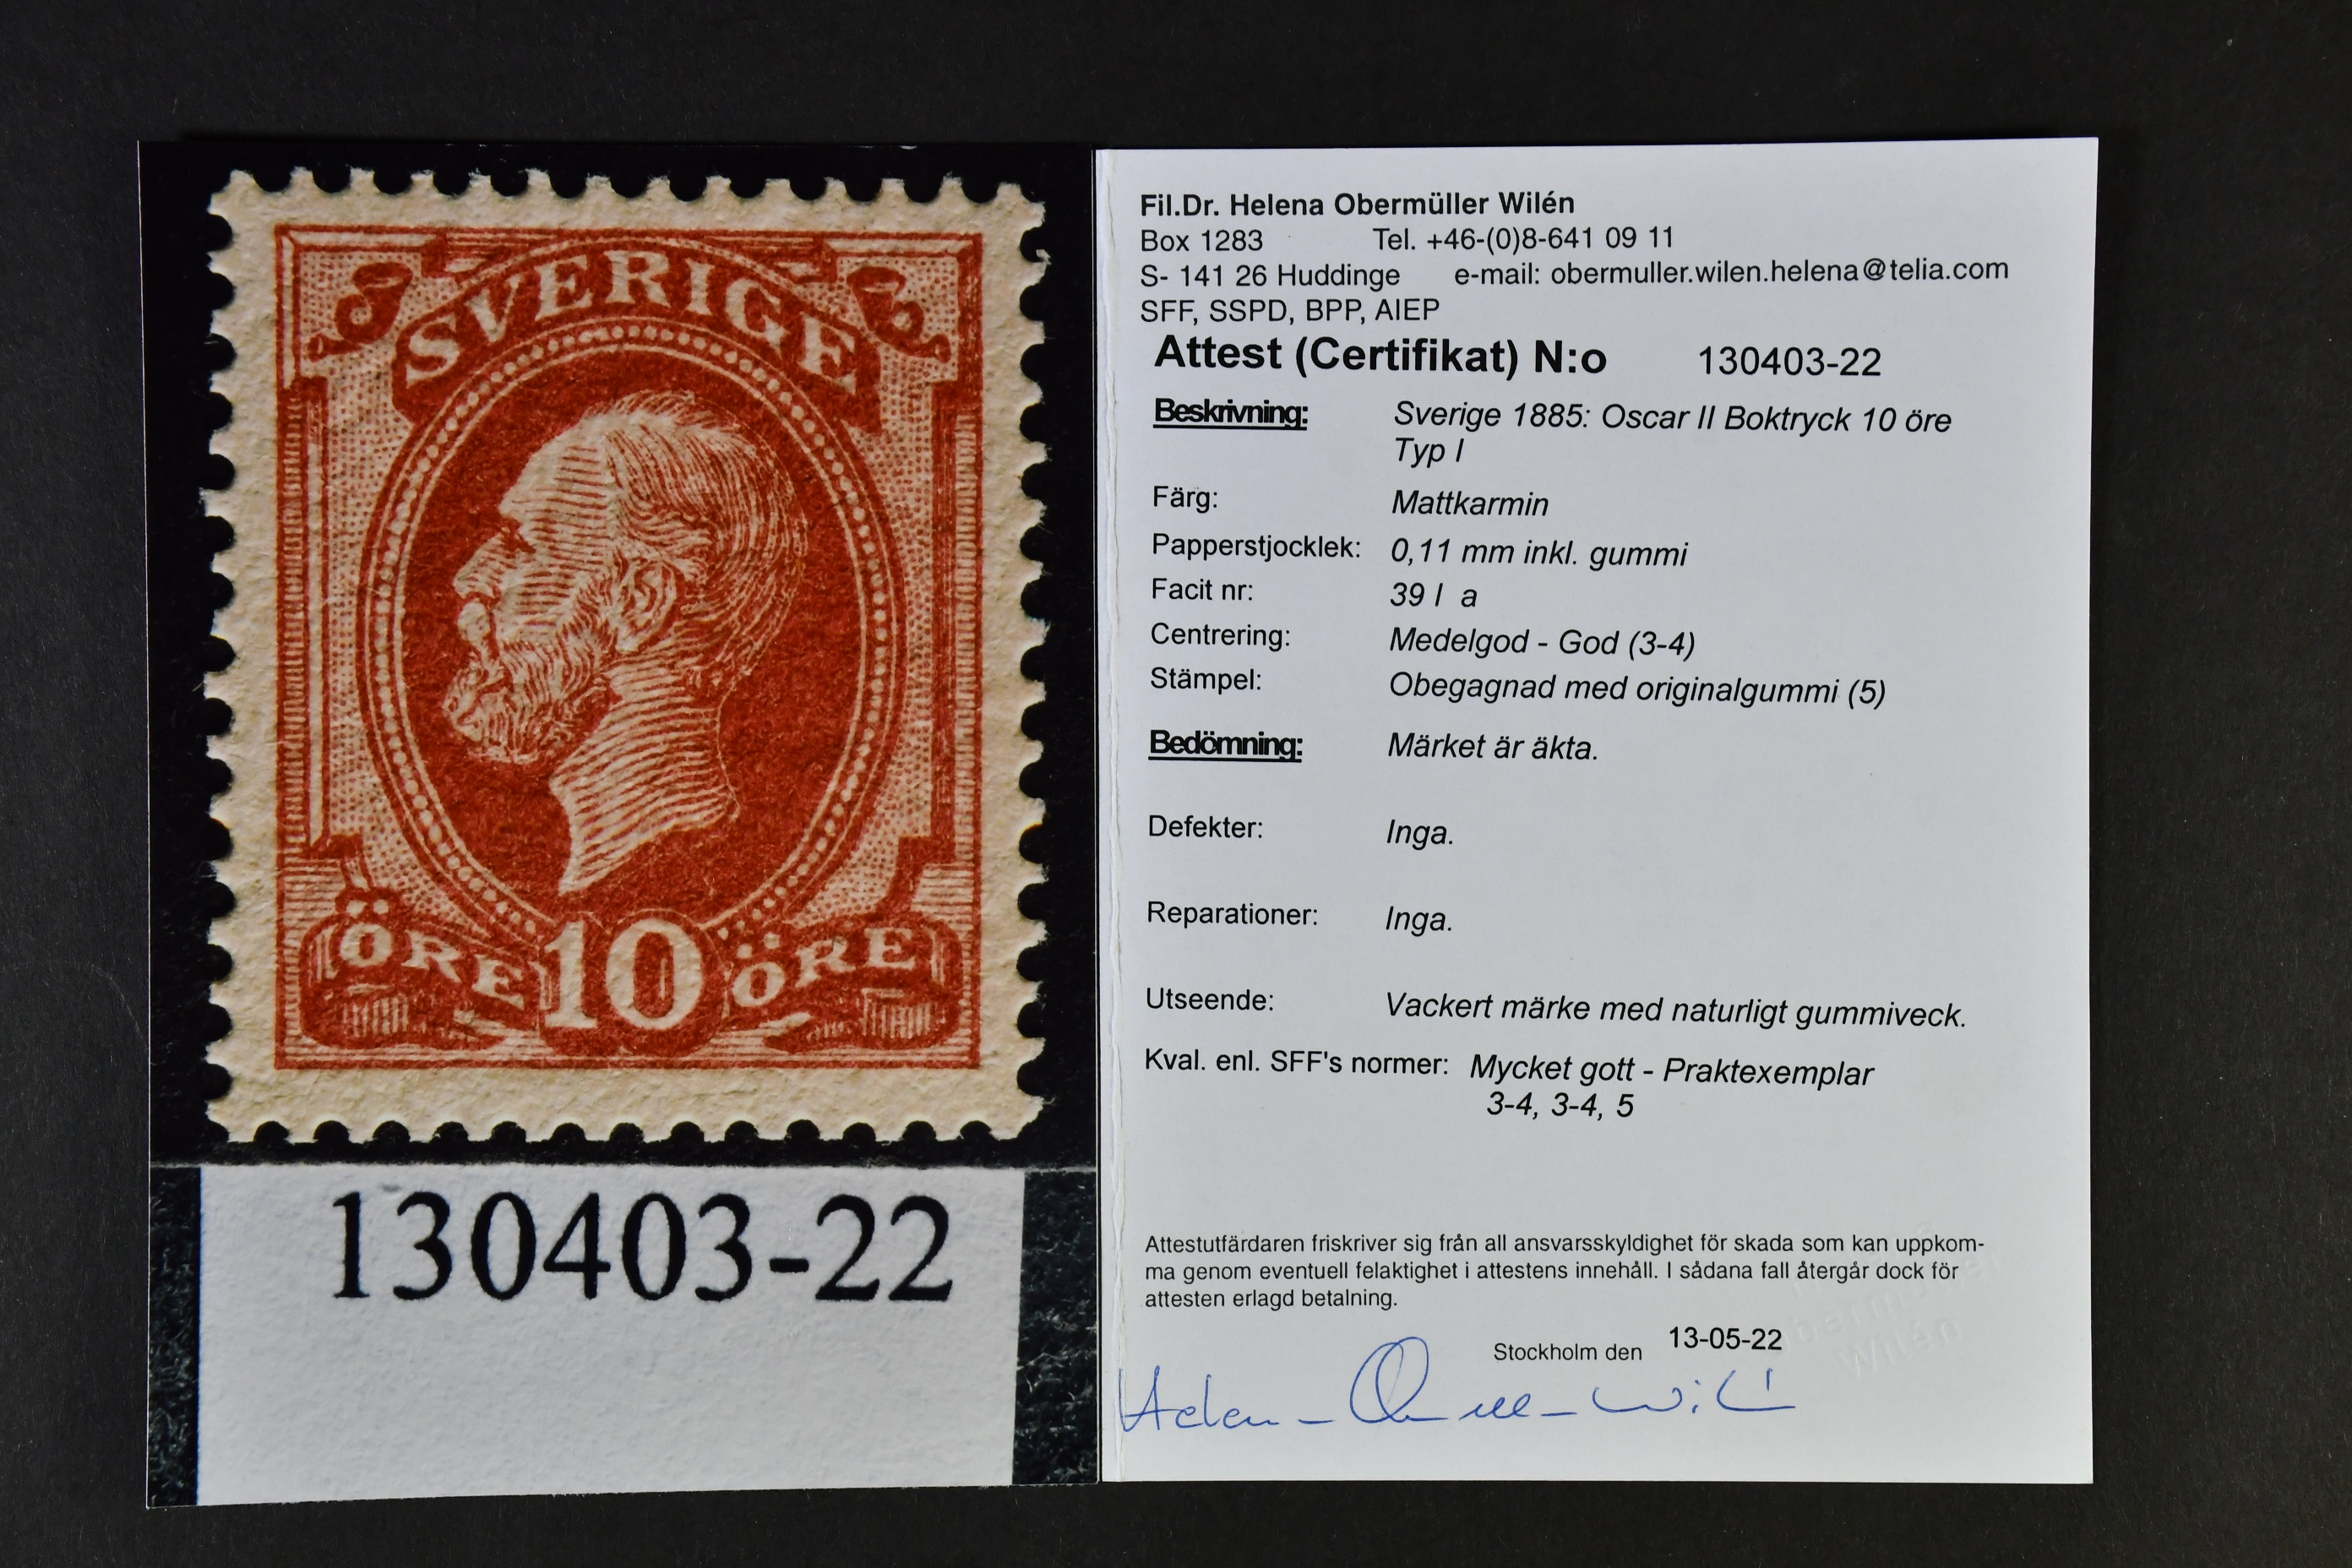 SVERIGE
ÖRE 10 ÖRE
130403-22
Fil.Dr. Helena Obermüller Wilén
Box 1283 Tel. +46-(0)8-641 09 11
S- 141 26 Huddinge e-mail: obermuller.wilen.helena@telia.com
SFF, SSPD, BPP, AIEP
Attest (Certifikat) N:o 130403-22
Beskrivning: Sverige 1885: Oscar II Boktryck 10 öre
Typ I
Färg: Mattkarmin
Papperstjocklek: 0,11 mm inkl. gummi
Facit nr: 39 I a
Centrering: Medelgod - God (3-4)
Stämpel: Obegagnad med originalgummi (5)
Bedömning: Märket är äkta.
Defekter: Inga.
Reparationer: Inga.
Utseende: Vackert märke med naturligt gummiveck.
Kval. enl. SFF's normer: Mycket gott - Praktexemplar
3-4, 3-4, 5
Attestutfärdaren friskriver sig från all ansvarsskyldighet för skada som kan uppkom-
ma genom eventuell felaktighet i attestens innehåll. I sådana fall återgår dock för
attesten erlagd betalning.
Stockholm den 13-05-22
Wilén